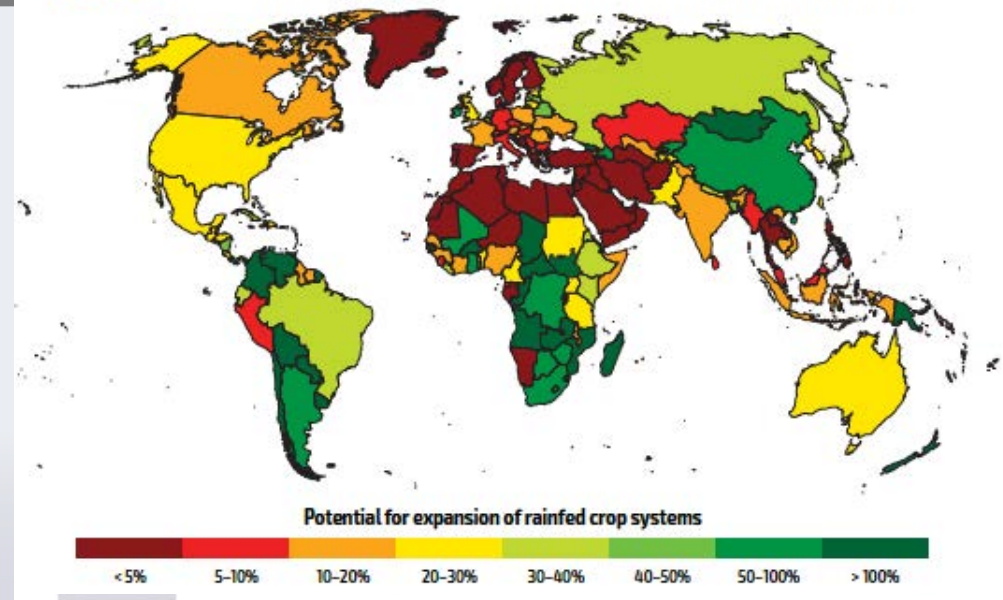 Potential for expansion of rainfed crop systems
<5% 5–10% 10–20% 20–30% 30–40% 40–50% 50–100% >100%